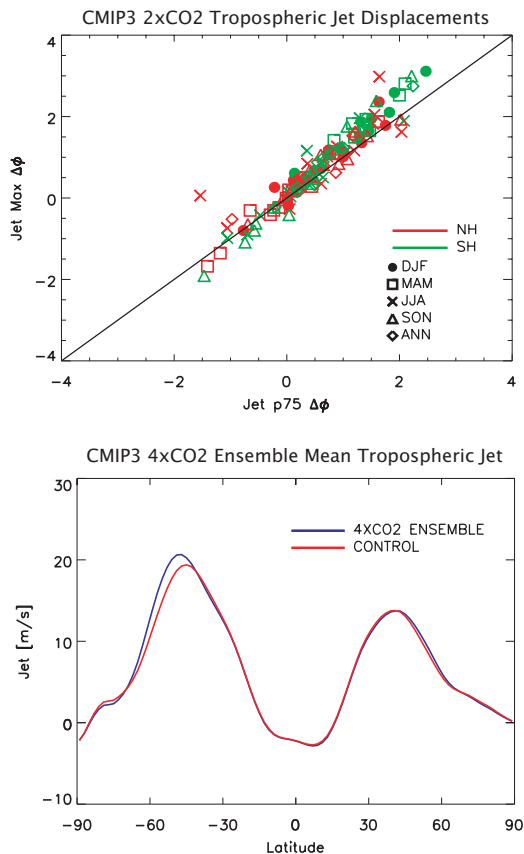 CMIP3 2xCO2 Tropospheric Jet Displacements
4
2
0
−2
−4
Jet Max Δϕ
NH
SH
DJF
MAM
JJA
SON
ANN
−4 −2 0 2 4
Jet p75 Δϕ
CMIP3 4xCO2 Ensemble Mean Tropospheric Jet
30
20
10
0
−10
Jet [m/s]
4XCO2 ENSEMBLE
CONTROL
−90 −60 −30 0 30 60 90
Latitude